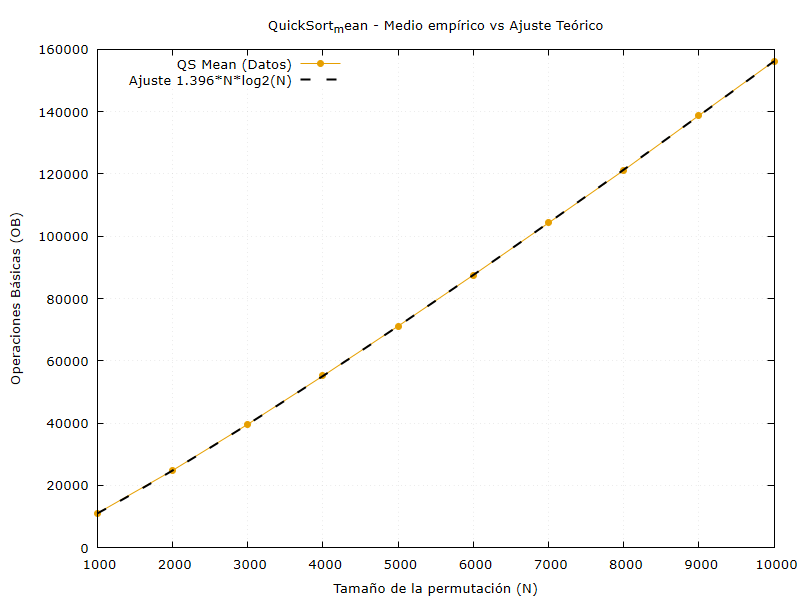 QuickSortmean - Medio empírico vs Ajuste Teórico
QS Mean (Datos)
Ajuste 1.396*N*log2(N)
Operaciones Básicas (OB)
160000
140000
120000
100000
80000
60000
40000
20000
0
1000 2000 3000 4000 5000 6000 7000 8000 9000 10000
Tamaño de la permutación (N)